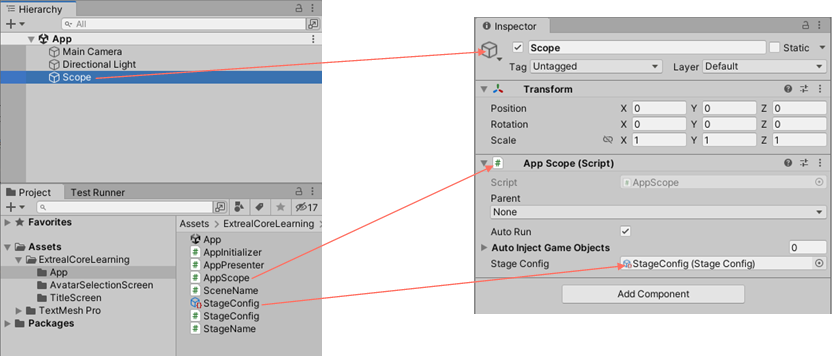 Hierarchy
All
App
Main Camera
Directional Light
Scope
Project
Test Runner
17
Favorites
Assets
ExtrealCoreLearning
App
AvatarSelectionScreen
TitleScreen
TextMesh Pro
Packages
Assets > ExtrealCoreLearning > App
App
AppInitializer
AppPresenter
AppScope
SceneName
StageConfig
StageConfig
StageName
Inspector
Scope
Static
Tag Untagged Layer Default
Transform
Position X 0 Y 0 Z 0
Rotation X 0 Y 0 Z 0
Scale X 1 Y 1 Z 1
# App Scope (Script)
Script # AppScope
Parent
None
Auto Run
Auto Inject Game Objects 0
Stage Config StageConfig (Stage Config)
Add Component